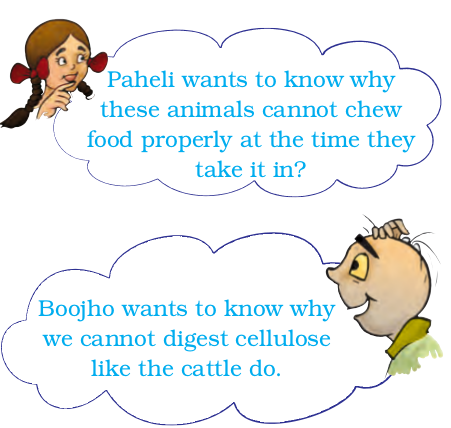 Paheli wants to know why
these animals cannot chew
food properly at the time they
take it in?
Boojho wants to know why
we cannot digest cellulose
like the cattle do.